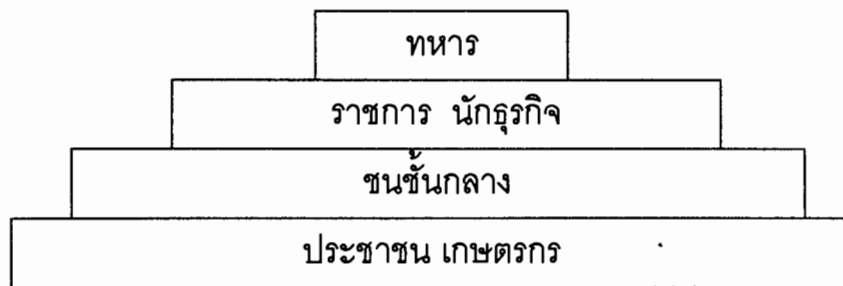 ทหาร
ราชการ นักธุรกิจ
ชนชั้นกลาง
ประชาชน เกษตรกร